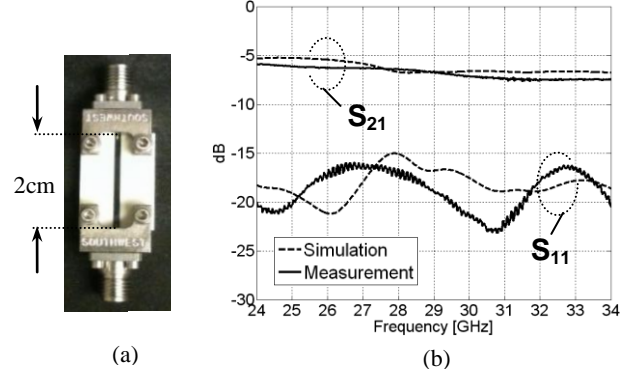 2cm
SOUTHWEST
SOUTHWEST
(a)
0
-5
-10
-15
-20
-25
-30
dB
S21
S11
Simulation
Measurement
24 25 26 27 28 29 30 31 32 33 34
Frequency [GHz]
(b)